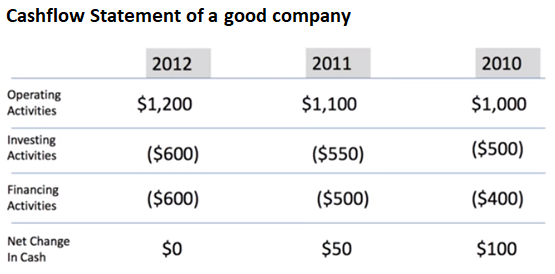 Cashflow Statement of a good company
2012 2011 2010
Operating
Activities $1,200 $1,100 $1,000
Investing
Activities ($600) ($550) ($500)
Financing
Activities ($600) ($500) ($400)
Net Change
In Cash $0 $50 $100